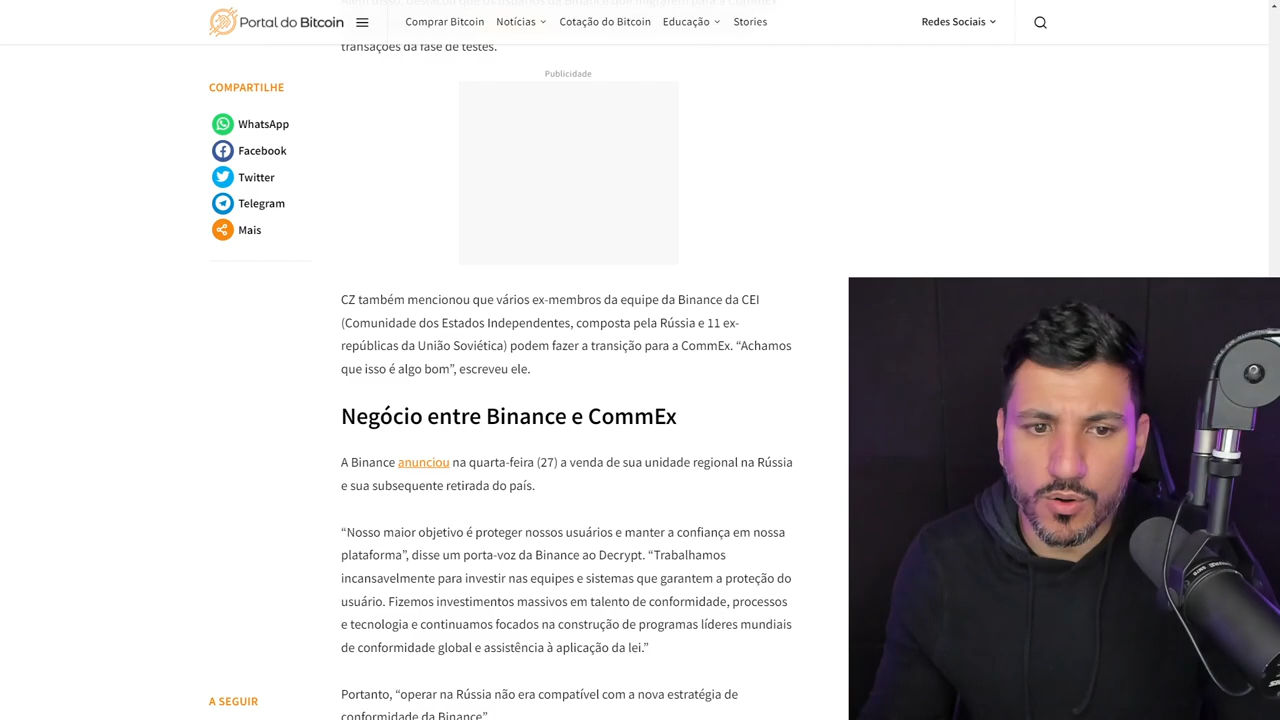 Portal do Bitcoin
Comprar Bitcoin
Notícias
Cotação do Bitcoin
Educação
Stories
Redes Sociais
transações da fase de testes.
Publicidade
COMPARTILHE
WhatsApp
Facebook
Twitter
Telegram
Mais
CZ também mencionou que vários ex-membros da equipe da Binance da CEI
(Comunidade dos Estados Independentes, composta pela Rússia e 11 ex-
repúblicas da União Soviética) podem fazer a transição para a CommEx. “Achamos
que isso é algo bom”, escreveu ele.
Negócio entre Binance e CommEx
A Binance anunciou na quarta-feira (27) a venda de sua unidade regional na Rússia
e sua subsequente retirada do país.
“Nosso maior objetivo é proteger nossos usuários e manter a confiança em nossa
plataforma”, disse um porta-voz da Binance ao Decrypt. “Trabalhamos
incansavelmente para investir nas equipes e sistemas que garantem a proteção do
usuário. Fizemos investimentos massivos em talento de conformidade, processos
e tecnologia e continuamos focados na construção de programas líderes mundiais
de conformidade global e assistência à aplicação da lei.”
A SEGUIR
Portanto, “operar na Rússia não era compatível com a nova estratégia de
conformidade da Binance”